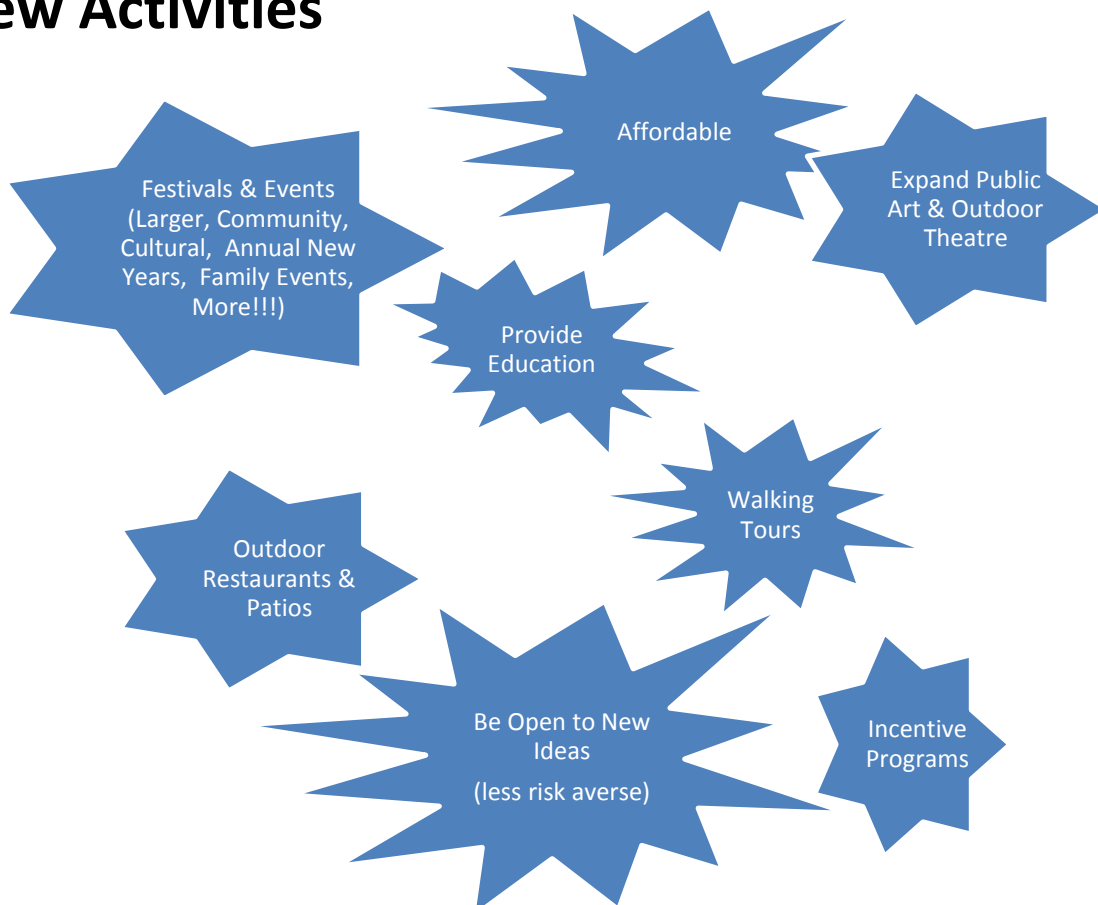 ew Activities
Affordable
Festivals & Events
(Larger, Community,
Cultural, Annual New
Years, Family Events,
More!!!)
Expand Public
Art & Outdoor
Theatre
Provide
Education
Walking
Tours
Outdoor
Restaurants &
Patios
Be Open to New
Ideas
(less risk averse)
Incentive
Programs